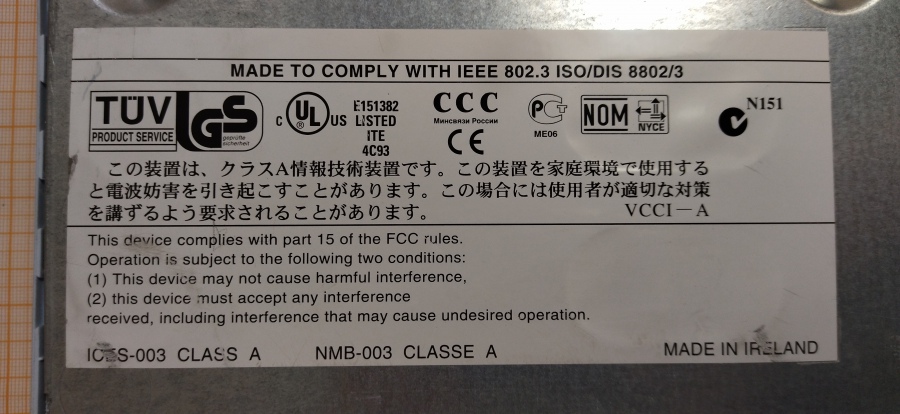 MADE TO COMPLY WITH IEEE 802.3 ISO/DIS 8802/3
TÜV
PRODUCT SERVICE
GS
geprüfte
sicherheit
C UL US
E151382
LISTED
ITE
4C93
CCC
Минсвязи России
CE
РСТ
ME06
NOM
NYCE
N151
この装置は、クラスA情報技術装置です。この装置を家庭環境で使用する
と電波妨害を引き起こすことがあります。この場合には使用者が適切な対策
を講ずるよう要求されることがあります。 VCCI－A
This device complies with part 15 of the FCC rules.
Operation is subject to the following two conditions:
(1) This device may not cause harmful interference,
(2) this device must accept any interference
received, including interference that may cause undesired operation.
ICES-003 CLASS A NMB-003 CLASSE A MADE IN IRELAND